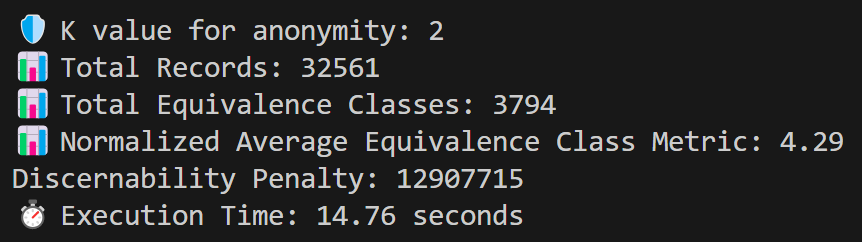 🛡️ K value for anonymity: 2
📊 Total Records: 32561
📊 Total Equivalence Classes: 3794
📊 Normalized Average Equivalence Class Metric: 4.29
Discernability Penalty: 12907715
⏱️ Execution Time: 14.76 seconds